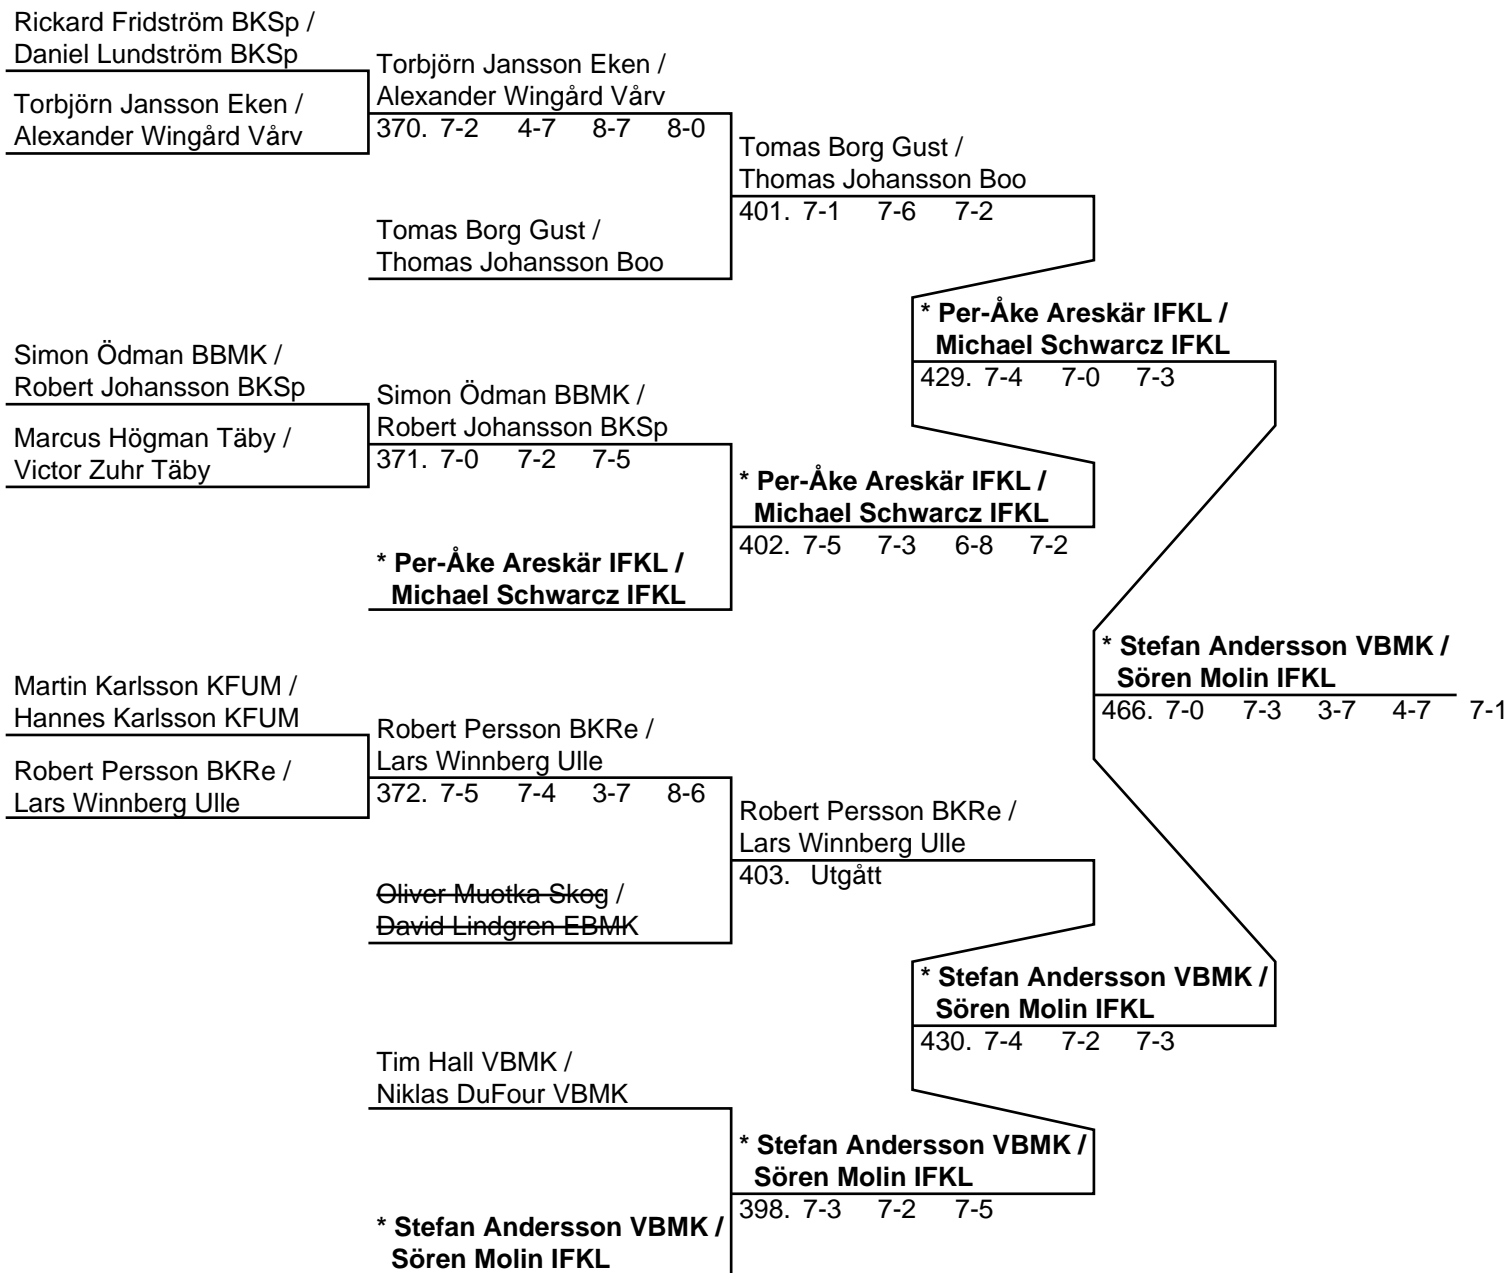 Rickard Fridström BKSp /
Daniel Lundström BKSp
Torbjörn Jansson Eken /
Alexander Wingård Vårv
Torbjörn Jansson Eken /
Alexander Wingård Vårv
370. 7-2 4-7 8-7 8-0
Tomas Borg Gust /
Thomas Johansson Boo
Tomas Borg Gust /
Thomas Johansson Boo
401. 7-1 7-6 7-2
Simon Ödman BBMK /
Robert Johansson BKSp
Marcus Högman Täby /
Victor Zuhr Täby
Simon Ödman BBMK /
Robert Johansson BKSp
371. 7-0 7-2 7-5
* Per-Åke Areskär IFKL /
Michael Schwarcz IFKL
* Per-Åke Areskär IFKL /
Michael Schwarcz IFKL
402. 7-5 7-3 6-8 7-2
* Per-Åke Areskär IFKL /
Michael Schwarcz IFKL
429. 7-4 7-0 7-3
Martin Karlsson KFUM /
Hannes Karlsson KFUM
Robert Persson BKRe /
Lars Winnberg Ulle
Robert Persson BKRe /
Lars Winnberg Ulle
372. 7-5 7-4 3-7 8-6
Oliver Muotka Skog /
David Lindgren EBMK
Robert Persson BKRe /
Lars Winnberg Ulle
403. Utgått
Tim Hall VBMK /
Niklas DuFour VBMK
* Stefan Andersson VBMK /
Sören Molin IFKL
* Stefan Andersson VBMK /
Sören Molin IFKL
398. 7-3 7-2 7-5
* Stefan Andersson VBMK /
Sören Molin IFKL
430. 7-4 7-2 7-3
* Stefan Andersson VBMK /
Sören Molin IFKL
466. 7-0 7-3 3-7 4-7 7-1